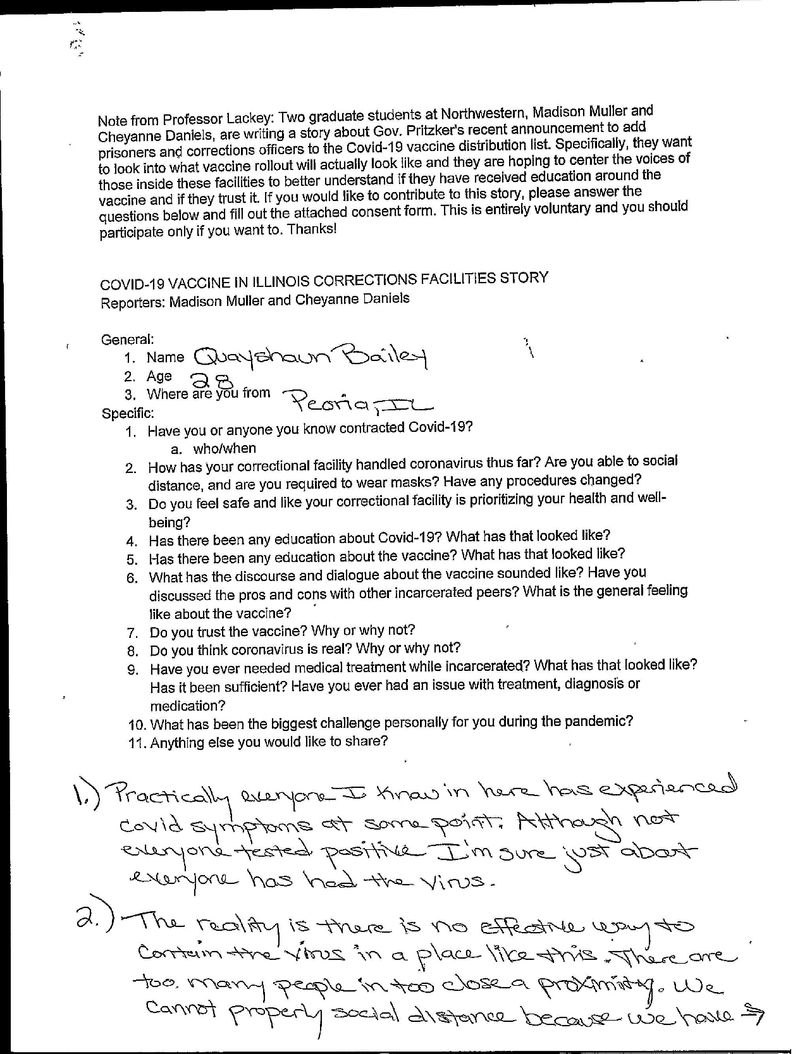 Note from Professor Lackey: Two graduate students at Northwestern, Madison Muller and
Cheyanne Daniels, are writing a story about Gov. Pritzker's recent announcement to add
prisoners and corrections officers to the Covid-19 vaccine distribution list. Specifically, they want
to look into what vaccine rollout will actually look like and they are hoping to center the voices of
those inside these facilities to better understand if they have received education around the
vaccine and if they trust it. If you would like to contribute to this story, please answer the
questions below and fill out the attached consent form. This is entirely voluntary and you should
participate only if you want to. Thanks!
COVID-19 VACCINE IN ILLINOIS CORRECTIONS FACILITIES STORY
Reporters: Madison Muller and Cheyanne Daniels
General:
1. Name Quayshaun Bailey
2. Age 28
3. Where are you from Peoria, IL
Specific:
1. Have you or anyone you know contracted Covid-19?
a. who/when
2. How has your correctional facility handled coronavirus thus far? Are you able to social
distance, and are you required to wear masks? Have any procedures changed?
3. Do you feel safe and like your correctional facility is prioritizing your health and well-
being?
4. Has there been any education about Covid-19? What has that looked like?
5. Has there been any education about the vaccine? What has that looked like?
6. What has the discourse and dialogue about the vaccine sounded like? Have you
discussed the pros and cons with other incarcerated peers? What is the general feeling
like about the vaccine?
7. Do you trust the vaccine? Why or why not?
8. Do you think coronavirus is real? Why or why not?
9. Have you ever needed medical treatment while incarcerated? What has that looked like?
Has it been sufficient? Have you ever had an issue with treatment, diagnosis or
medication?
10. What has been the biggest challenge personally for you during the pandemic?
11. Anything else you would like to share?
1.) Practically everyone I know in here has experienced
covid symptoms at some point. Although not
everyone tested positive I'm sure just about
everyone has had the virus.
2.) The reality is there is no effective way to
contain the virus in a place like this. There are
too many people in too close a proximity. We
cannot properly social distance because we have →